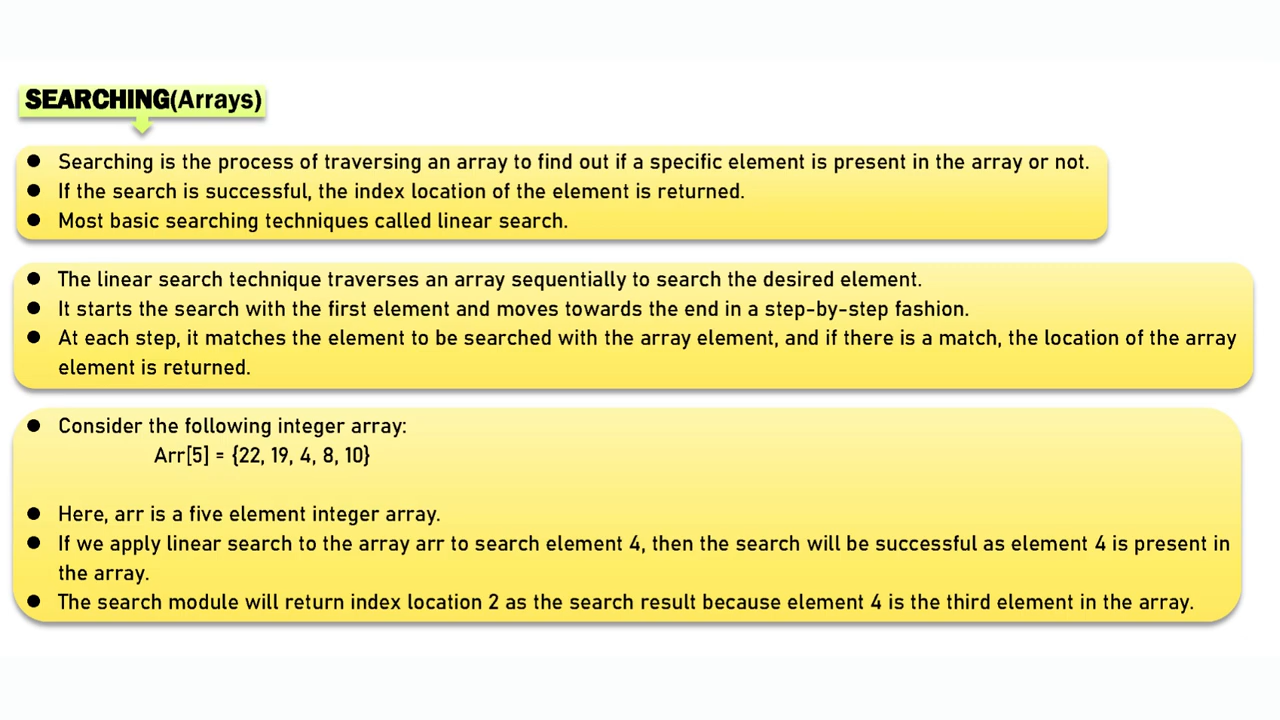 SEARCHING(Arrays)
● Searching is the process of traversing an array to find out if a specific element is present in the array or not.
● If the search is successful, the index location of the element is returned.
● Most basic searching techniques called linear search.
● The linear search technique traverses an array sequentially to search the desired element.
● It starts the search with the first element and moves towards the end in a step-by-step fashion.
● At each step, it matches the element to be searched with the array element, and if there is a match, the location of the array
element is returned.
● Consider the following integer array:
Arr[5] = {22, 19, 4, 8, 10}
● Here, arr is a five element integer array.
● If we apply linear search to the array arr to search element 4, then the search will be successful as element 4 is present in
the array.
● The search module will return index location 2 as the search result because element 4 is the third element in the array.